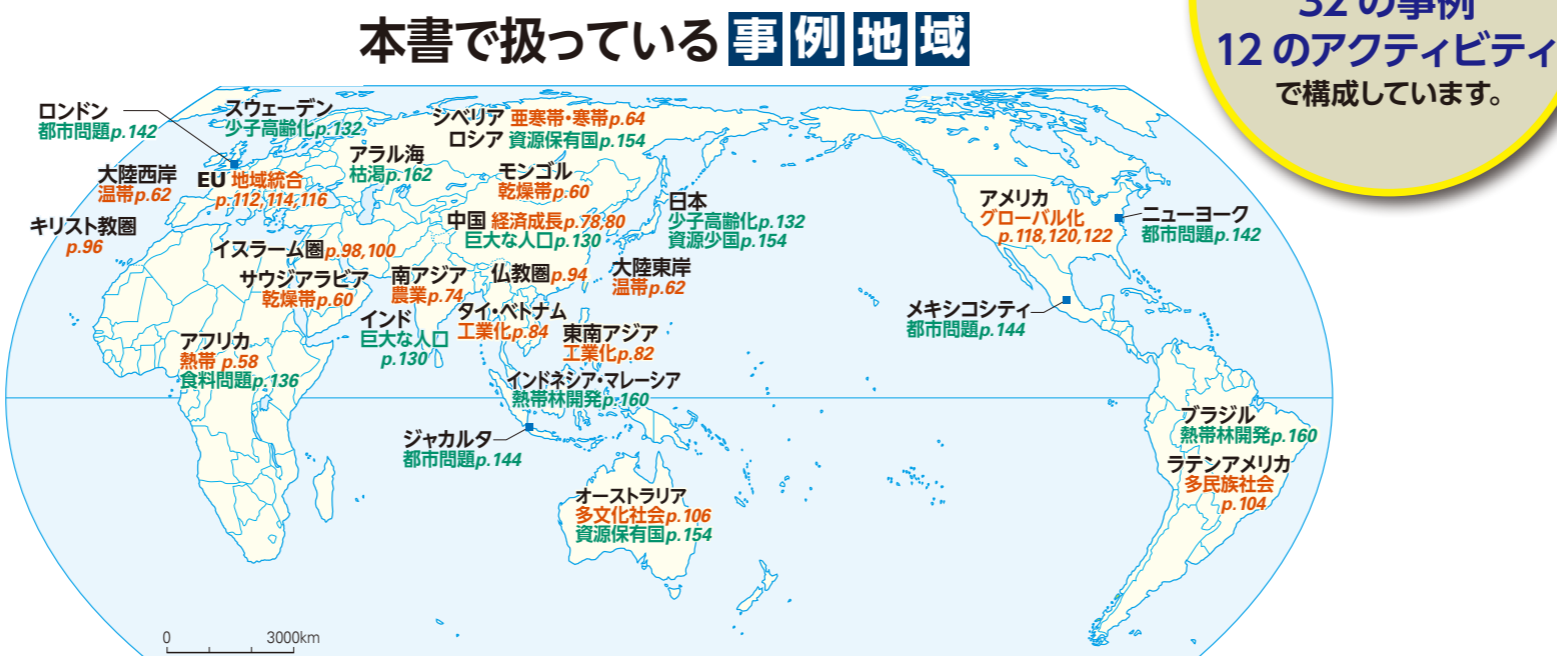 本書で扱っている事例地域
32の事例
12のアクティビティ
で構成しています。
ロンドン
都市問題p.142
スウェーデン
少子高齢化p.132
シベリア 亜寒帯・寒帯p.64
ロシア 資源保有国p.154
大陸西岸
温帯p.62
EU 地域統合
p.112,114,116
アラル海
枯渇p.162
モンゴル
乾燥帯p.60
キリスト教圏
p.96
中国 経済成長p.78,80
巨大な人口p.130
日本
少子高齢化p.132
資源少国p.154
アメリカ
グローバル化
p.118,120,122
ニューヨーク
都市問題p.142
イスラーム圏p.98,100
サウジアラビア
乾燥帯p.60
南アジア
農業p.74
仏教圏p.94
大陸東岸
温帯p.62
インド
巨大な人口
p.130
タイ・ベトナム
工業化p.84
東南アジア
工業化p.82
メキシコシティ
都市問題p.144
アフリカ
熱帯 p.58
食料問題p.136
インドネシア・マレーシア
熱帯林開発p.160
ジャカルタ
都市問題p.144
ブラジル
熱帯林開発p.160
ラテンアメリカ
多民族社会
p.104
オーストラリア
多文化社会p.106
資源保有国p.154
0 3000km